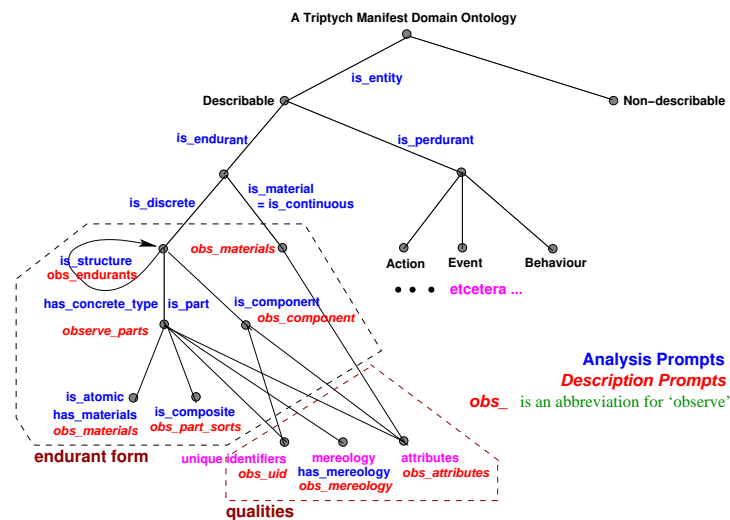 A Triptych Manifest Domain Ontology
is_entity
Describable
Non−describable
is_endurant
is_perdurant
is_discrete
is_material
= is_continuous
is_structure
obs_endurants
obs_materials
Action
Event
Behaviour
• • • etcetera ...
has_concrete_type
is_part
is_component
obs_component
observe_parts
is_atomic
has_materials
obs_materials
is_composite
obs_part_sorts
endurant form
unique identifiers
obs_uid
mereology
has_mereology
obs_mereology
attributes
obs_attributes
qualities
Analysis Prompts
Description Prompts
obs_ is an abbreviation for ‘observe’